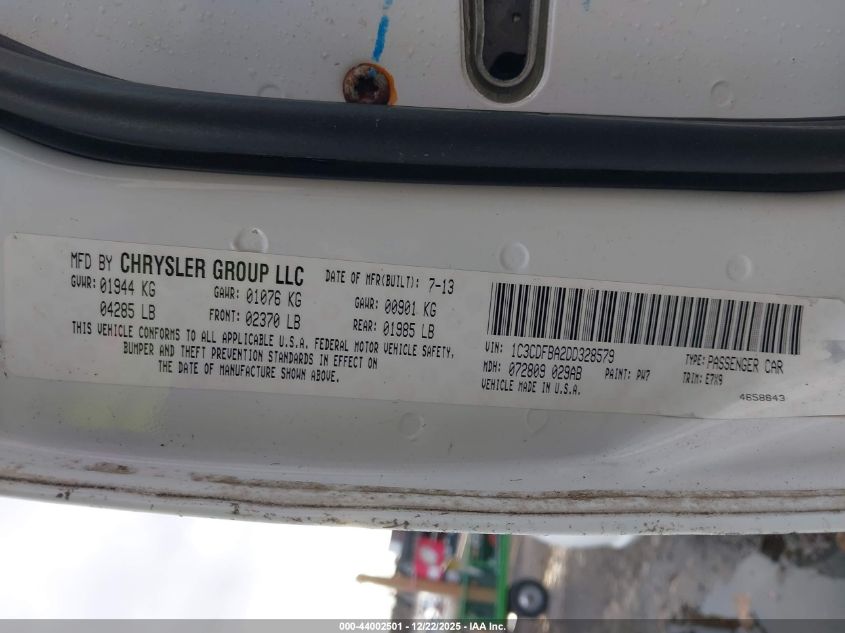 MFD BY CHRYSLER GROUP LLC DATE OF MFR(BUILT): 7-13
GVWR: 01944 KG GAWR: 01076 KG GAWR: 00901 KG
04285 LB FRONT: 02370 LB REAR: 01985 LB
THIS VEHICLE CONFORMS TO ALL APPLICABLE U.S.A. FEDERAL MOTOR VEHICLE SAFETY,
BUMPER AND THEFT PREVENTION STANDARDS IN EFFECT ON
THE DATE OF MANUFACTURE SHOWN ABOVE.
VIN: 1C3CDFBA2DD328579 TYPE: PASSENGER CAR
MDH: 072809 029AB PAINT: PW7 TRIM: E7X9
VEHICLE MADE IN U.S.A.
4658643
000-44002501 - 12/22/2025 - IAA Inc.